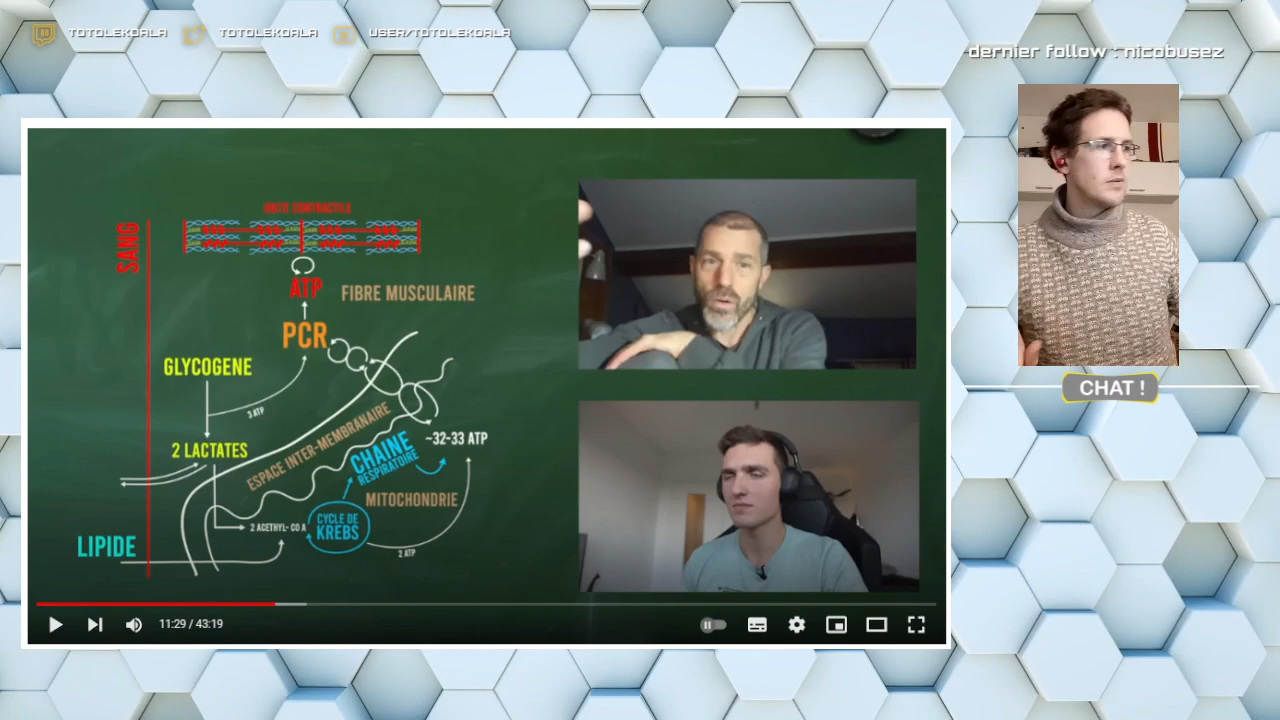 TOTOLEKOALA
TOTOLEKOALA
USER/TOTOLEKOALA
dernier follow : nicobusez
UNITE CONTRACTILE
SANG
ATP
FIBRE MUSCULAIRE
PCR
GLYCOGENE
3 ATP
2 LACTATES
ESPACE INTER-MEMBRANAIRE
CHAINE
RESPIRATOIRE
~32-33 ATP
MITOCHONDRIE
2 ACETHYL- CO A
CYCLE DE
KREBS
LIPIDE
2 ATP
11:29 / 43:19
CHAT !